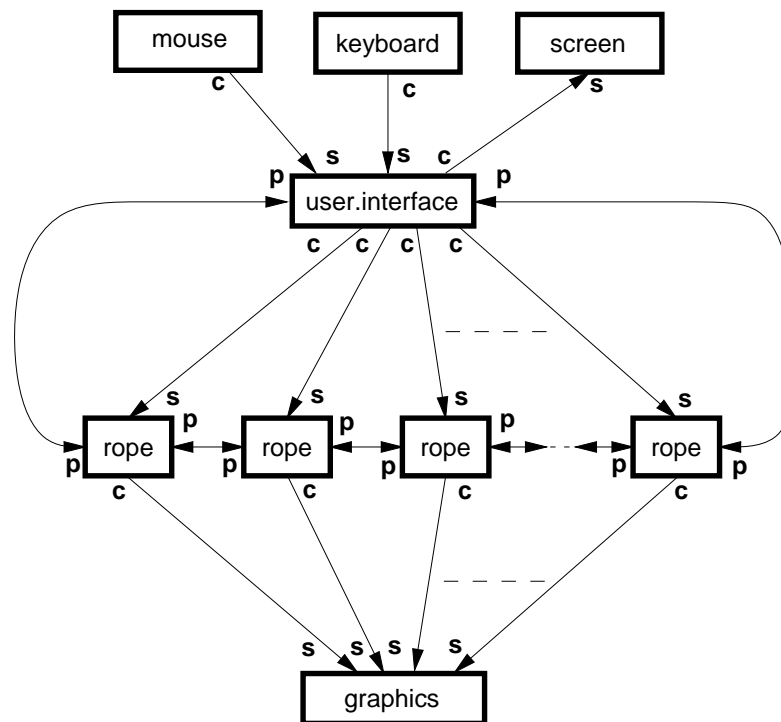 mouse keyboard screen
c c s
s s c
p p
user.interface
c c c c
s s s s
p p p
rope rope rope rope
p p p p p
c c c c
s s s s
graphics